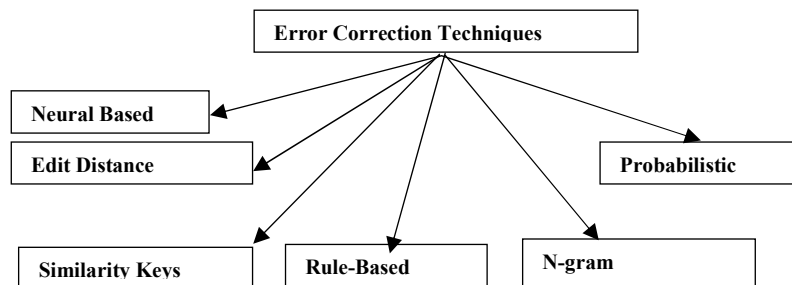 Error Correction Techniques
Neural Based
Edit Distance
Probabilistic
Similarity Keys
Rule-Based
N-gram